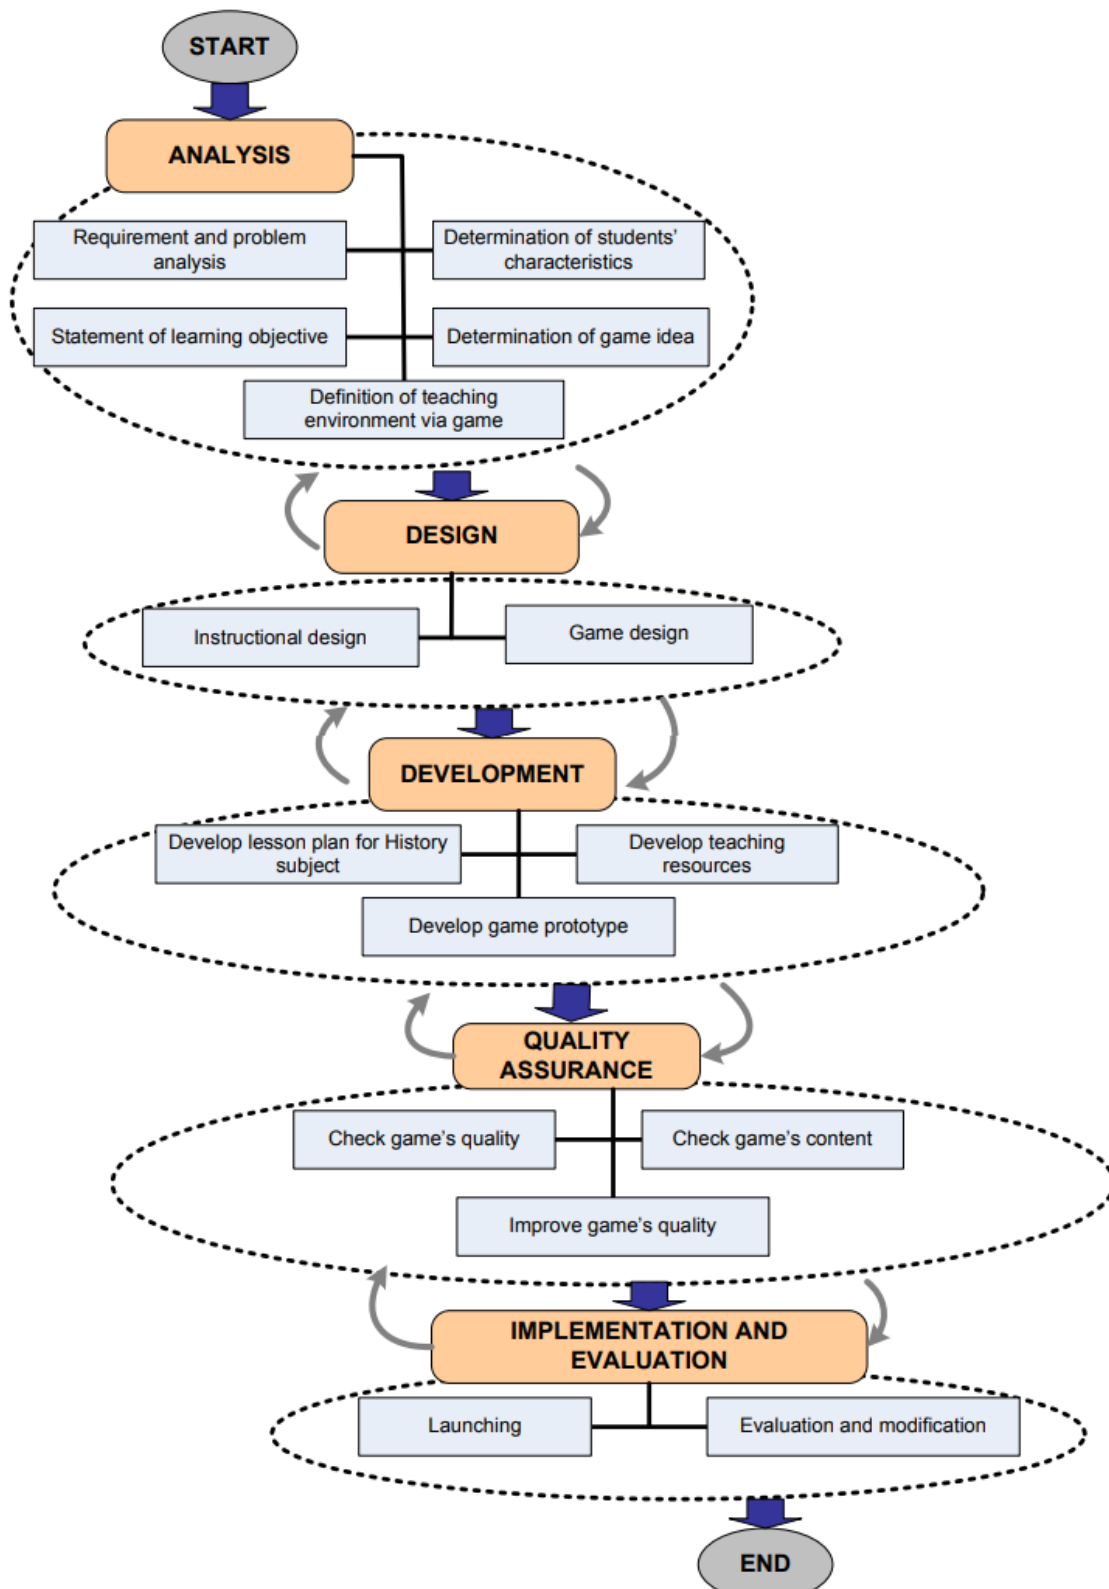 START
ANALYSIS
Requirement and problem
analysis
Determination of students’
characteristics
Statement of learning objective
Determination of game idea
Definition of teaching
environment via game
DESIGN
Instructional design
Game design
DEVELOPMENT
Develop lesson plan for History
subject
Develop teaching
resources
Develop game prototype
QUALITY
ASSURANCE
Check game’s quality
Check game’s content
Improve game’s quality
IMPLEMENTATION AND
EVALUATION
Launching
Evaluation and modification
END